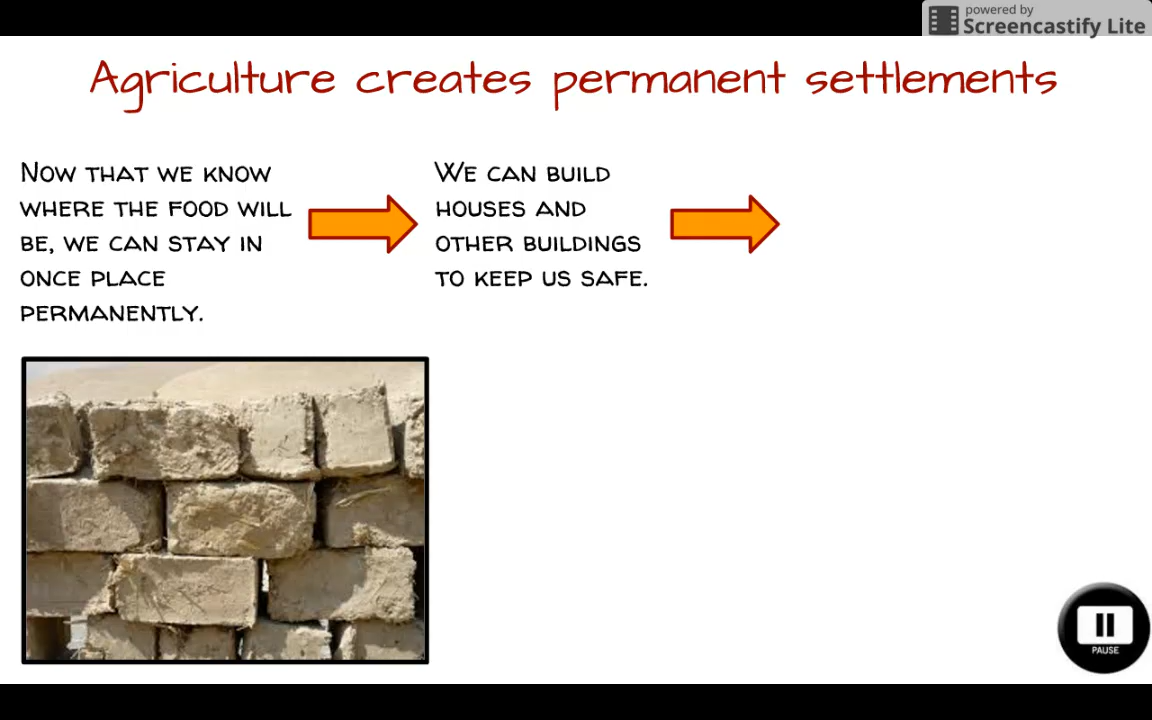 powered by
Screencastify Lite
Agriculture creates permanent settlements
Now that we know
where the food will
be, we can stay in
once place
permanently.
We can build
houses and
other buildings
to keep us safe.
PAUSE